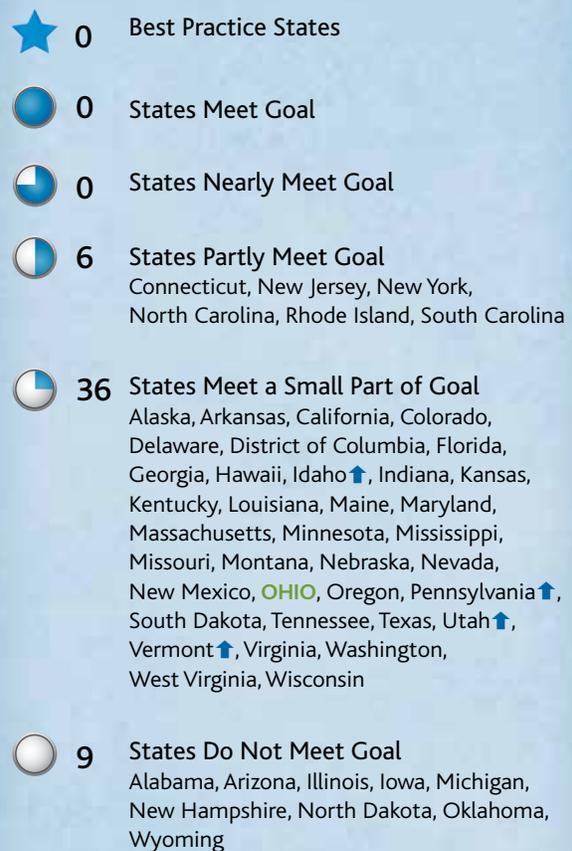 0 Best Practice States
0 States Meet Goal
0 States Nearly Meet Goal
6 States Partly Meet Goal
Connecticut, New Jersey, New York,
North Carolina, Rhode Island, South Carolina
36 States Meet a Small Part of Goal
Alaska, Arkansas, California, Colorado,
Delaware, District of Columbia, Florida,
Georgia, Hawaii, Idaho⬆, Indiana, Kansas,
Kentucky, Louisiana, Maine, Maryland,
Massachusetts, Minnesota, Mississippi,
Missouri, Montana, Nebraska, Nevada,
New Mexico, OHIO, Oregon, Pennsylvania⬆,
South Dakota, Tennessee, Texas, Utah⬆,
Vermont⬆, Virginia, Washington,
West Virginia, Wisconsin
9 States Do Not Meet Goal
Alabama, Arizona, Illinois, Iowa, Michigan,
New Hampshire, North Dakota, Oklahoma,
Wyoming